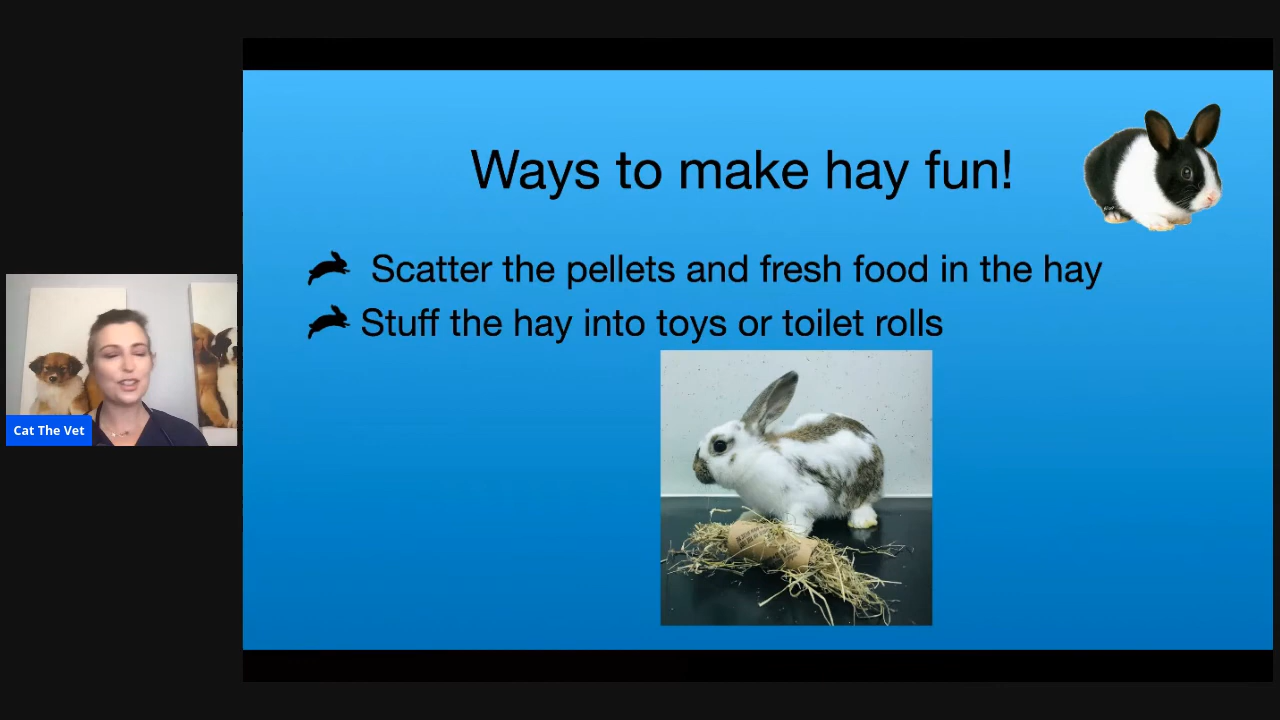 Ways to make hay fun!
Scatter the pellets and fresh food in the hay
Stuff the hay into toys or toilet rolls
Cat The Vet